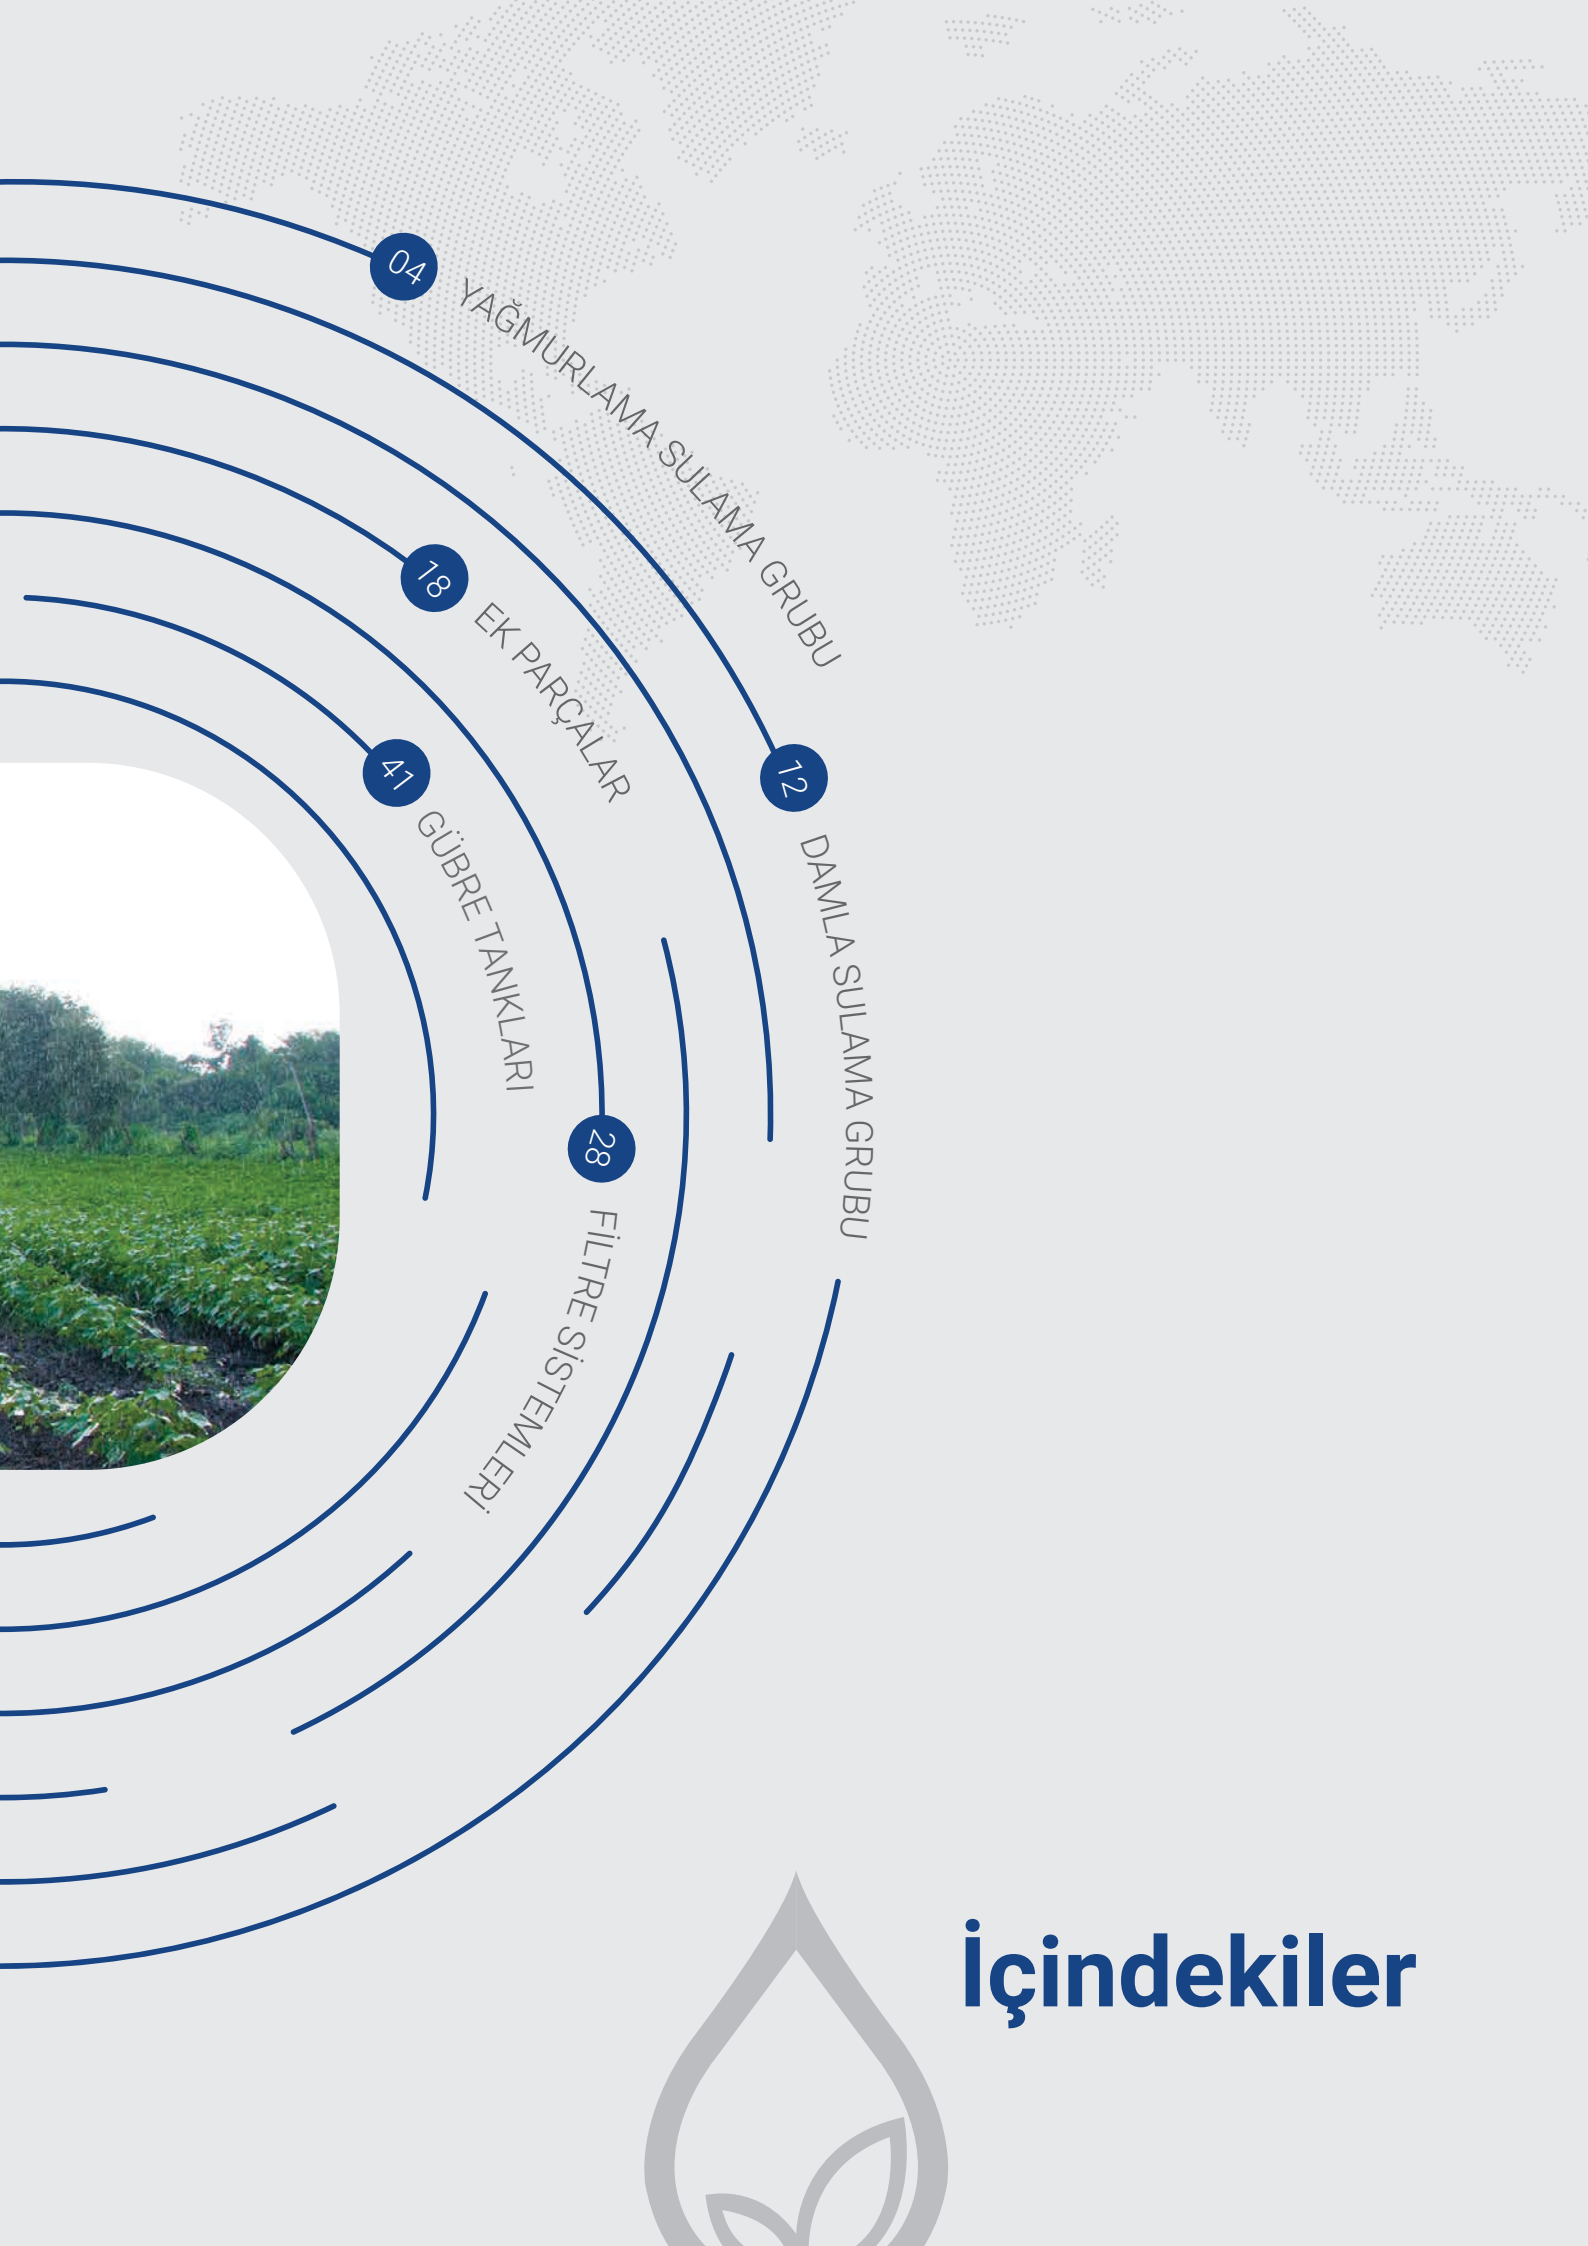 04
YAĞMURLAMA SULAMA GRUBU
12
DAMLA SULAMA GRUBU
18
EK PARÇALAR
28
FİLTRE SİSTEMLERİ
41
GÜBRE TANKLARI
İçindekiler